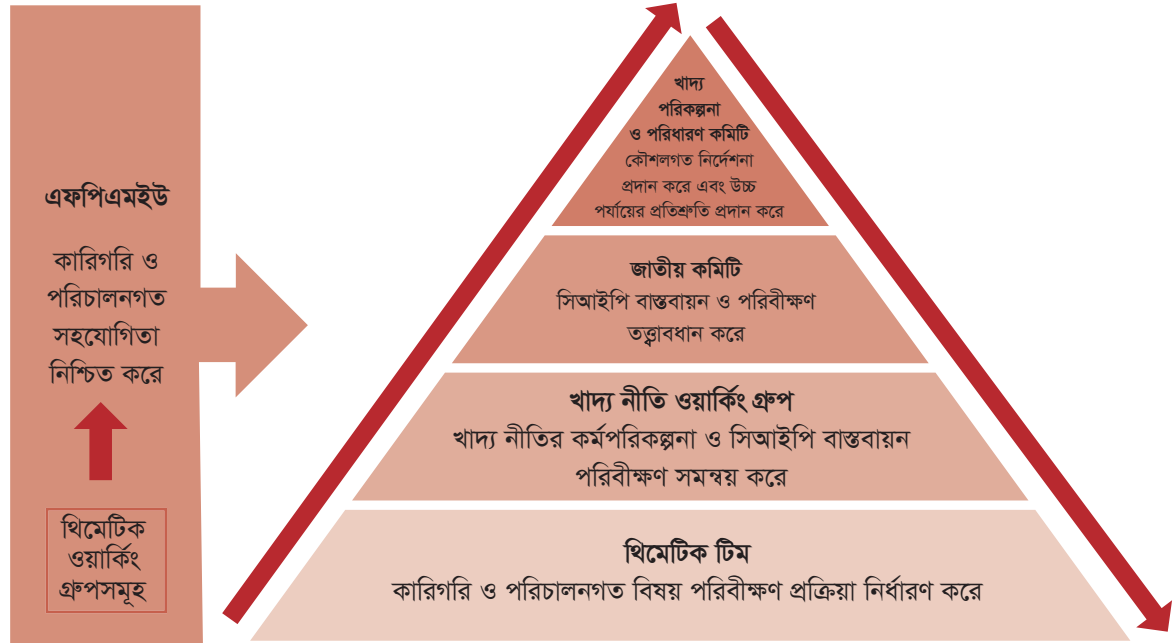 এফপিএমইউ
কারিগরি ও
পরিচালনগত
সহযোগিতা
নিশ্চিত করে
থিমেটিক
ওয়ার্কিং
গ্রুপসমূহ
খাদ্য
পরিকল্পনা
ও পরিধারণ কমিটি
কৌশলগত নির্দেশনা
প্রদান করে এবং উচ্চ
পর্যায়ের প্রতিশ্রুতি প্রদান করে
জাতীয় কমিটি
সিআইপি বাস্তবায়ন ও পরিবীক্ষণ
তত্ত্বাবধান করে
খাদ্য নীতি ওয়ার্কিং গ্রুপ
খাদ্য নীতির কর্মপরিকল্পনা ও সিআইপি বাস্তবায়ন
পরিবীক্ষণ সমন্বয় করে
থিমেটিক টিম
কারিগরি ও পরিচালনগত বিষয় পরিবীক্ষণ প্রক্রিয়া নির্ধারণ করে